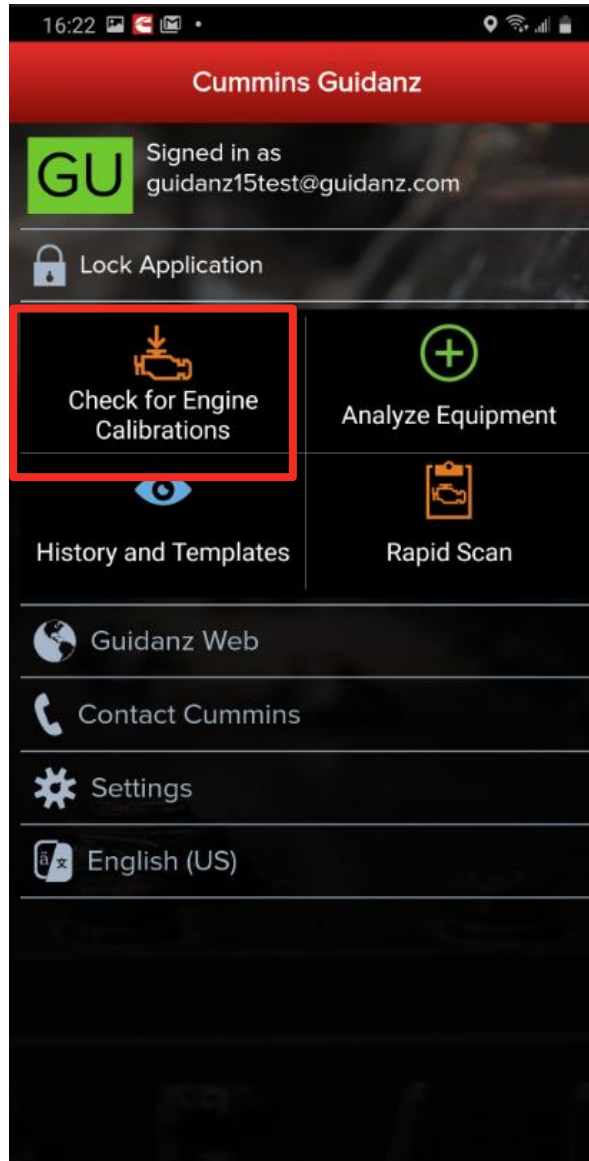 16:22
Cummins Guidanz
GU
Signed in as
guidanz15test@guidanz.com
Lock Application
Check for Engine
Calibrations
Analyze Equipment
History and Templates
Rapid Scan
Guidanz Web
Contact Cummins
Settings
English (US)